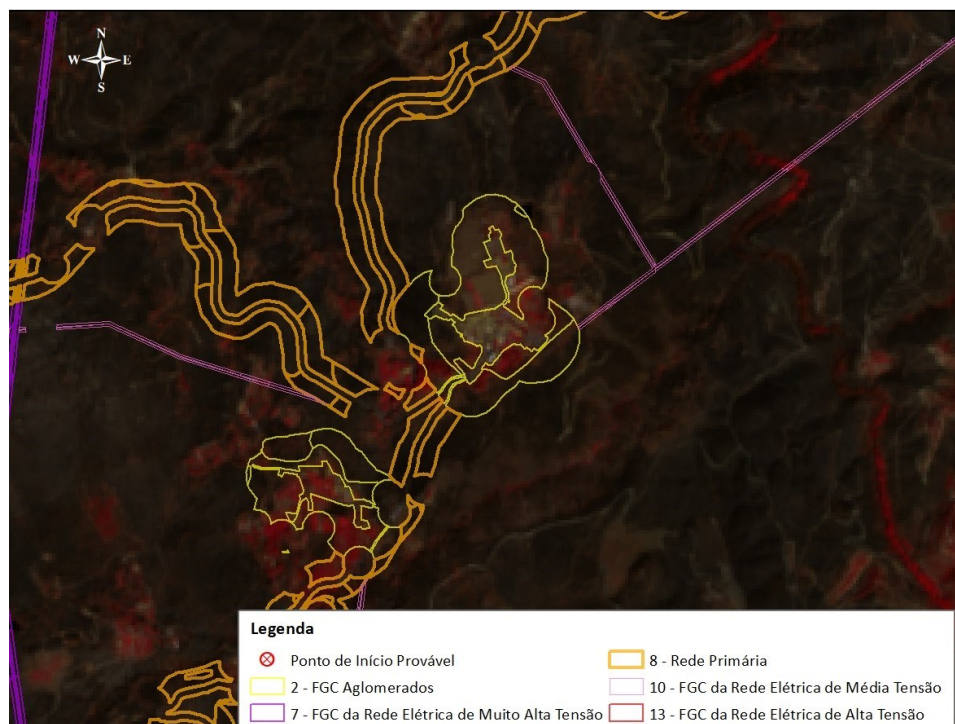 N
W E
S
Legenda
Ponto de Início Provável
8 - Rede Primária
2 - FGC Aglomerados
10 - FGC da Rede Elétrica de Média Tensão
7 - FGC da Rede Elétrica de Muito Alta Tensão
13 - FGC da Rede Elétrica de Alta Tensão